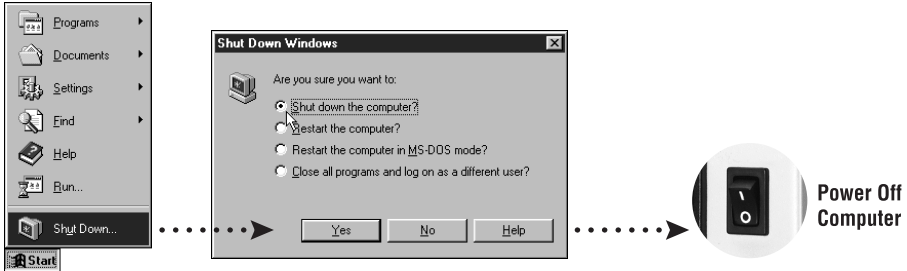 Programs
Documents
Settings
Find
Help
Run...
Shut Down...
Start
Shut Down Windows
Are you sure you want to:
Shut down the computer?
Restart the computer?
Restart the computer in MS-DOS mode?
Close all programs and log on as a different user?
Yes
No
Help
Power Off
Computer